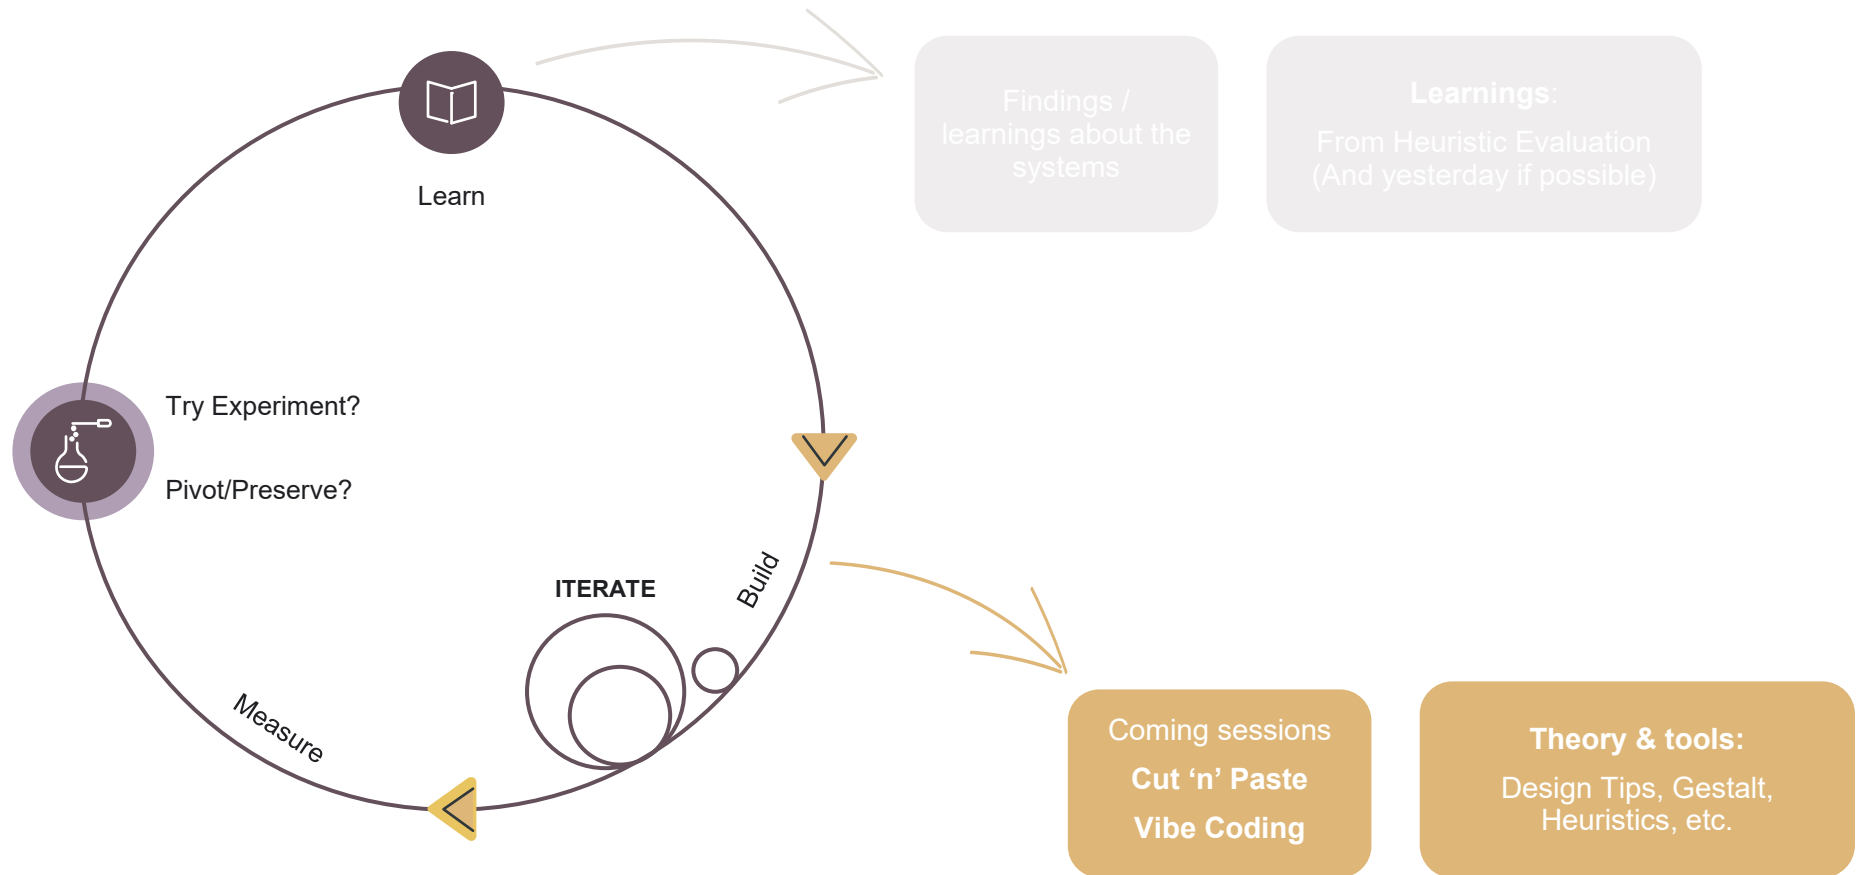 Learn
Findings /
learnings about the
systems
Learnings:
From Heuristic Evaluation
(And yesterday if possible)
Try Experiment?
Pivot/Preserve?
ITERATE
Build
Measure
Coming sessions
Cut ‘n’ Paste
Vibe Coding
Theory & tools:
Design Tips, Gestalt,
Heuristics, etc.